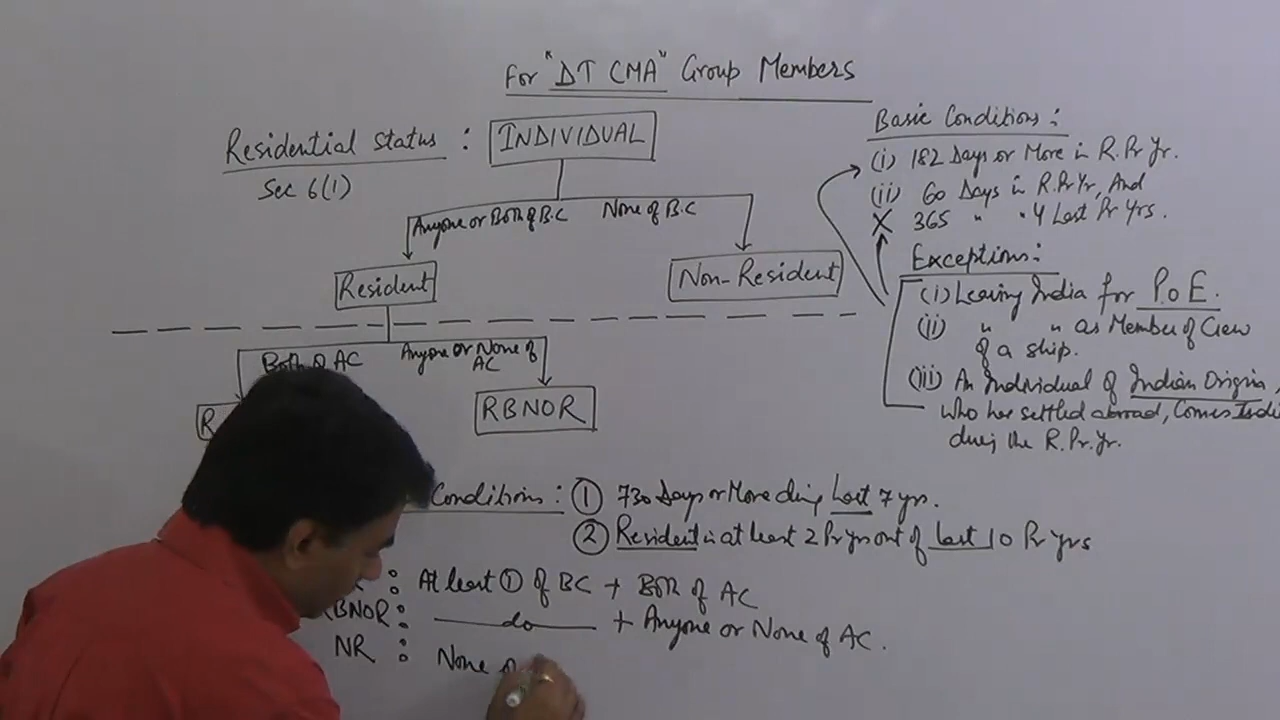 For "DT CMA" Group Members
Residential Status :
Sec 6(1)
INDIVIDUAL
Anyone or Both of B.C
None of B.C
Resident
Non-Resident
Both of AC
Anyone or None of
AC
R
RBNOR
Basic Conditions :
(i) 182 Days or More in R. Pr Yr.
(ii) 60 Days in R. Pr Yr, And
X 365 " " 4 Last Pr Yrs.
Exceptions :
(i) Leaving India for P.o E.
(ii) " " as Member of Crew
of a ship.
(iii) An Individual of Indian Origin,
who has settled abroad, Comes Indi
during the R. Pr. Yr.
Conditions : ① 730 Days or More during Last 7 yrs.
② Resident in at least 2 Pr yrs out of last 10 Pr yrs
R : At least ① of BC + Both of AC
RBNOR : do + Anyone or None of AC.
NR : None o